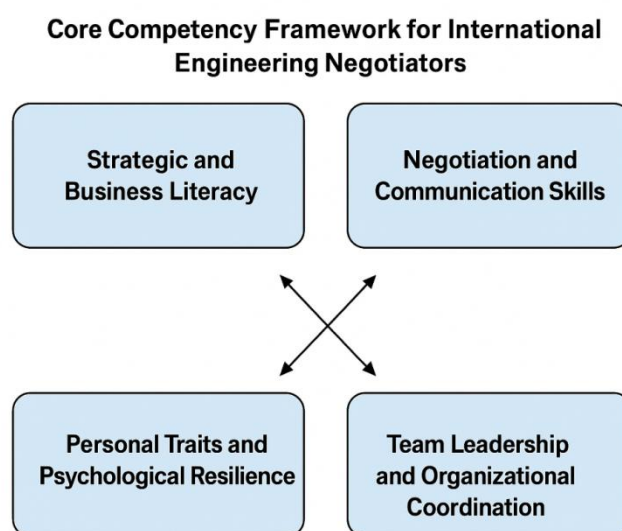 Core Competency Framework for International
Engineering Negotiators
Strategic and
Business Literacy
Negotiation and
Communication Skills
Personal Traits and
Psychological Resilience
Team Leadership
and Organizational
Coordination